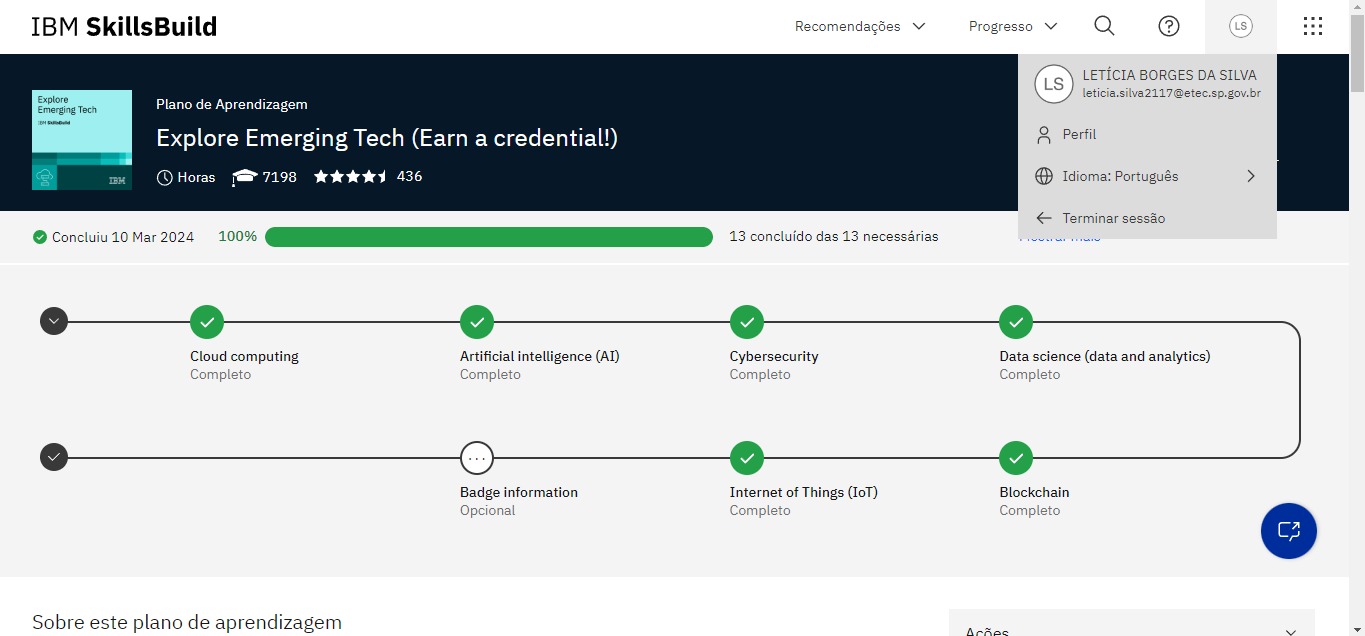 IBM SkillsBuild
Recomendações
Progresso
LS
LS
LETÍCIA BORGES DA SILVA
leticia.silva2117@etec.sp.gov.br
Perfil
Idioma: Português
Terminar sessão
Explore
Emerging Tech
IBM SkillsBuild
IBM
Plano de Aprendizagem
Explore Emerging Tech (Earn a credential!)
Horas 7198 436
Concluiu 10 Mar 2024 100% 13 concluído das 13 necessárias Mostrar mais
Cloud computing
Completo
Artificial intelligence (AI)
Completo
Cybersecurity
Completo
Data science (data and analytics)
Completo
Badge information
Opcional
Internet of Things (IoT)
Completo
Blockchain
Completo
Sobre este plano de aprendizagem
Ações